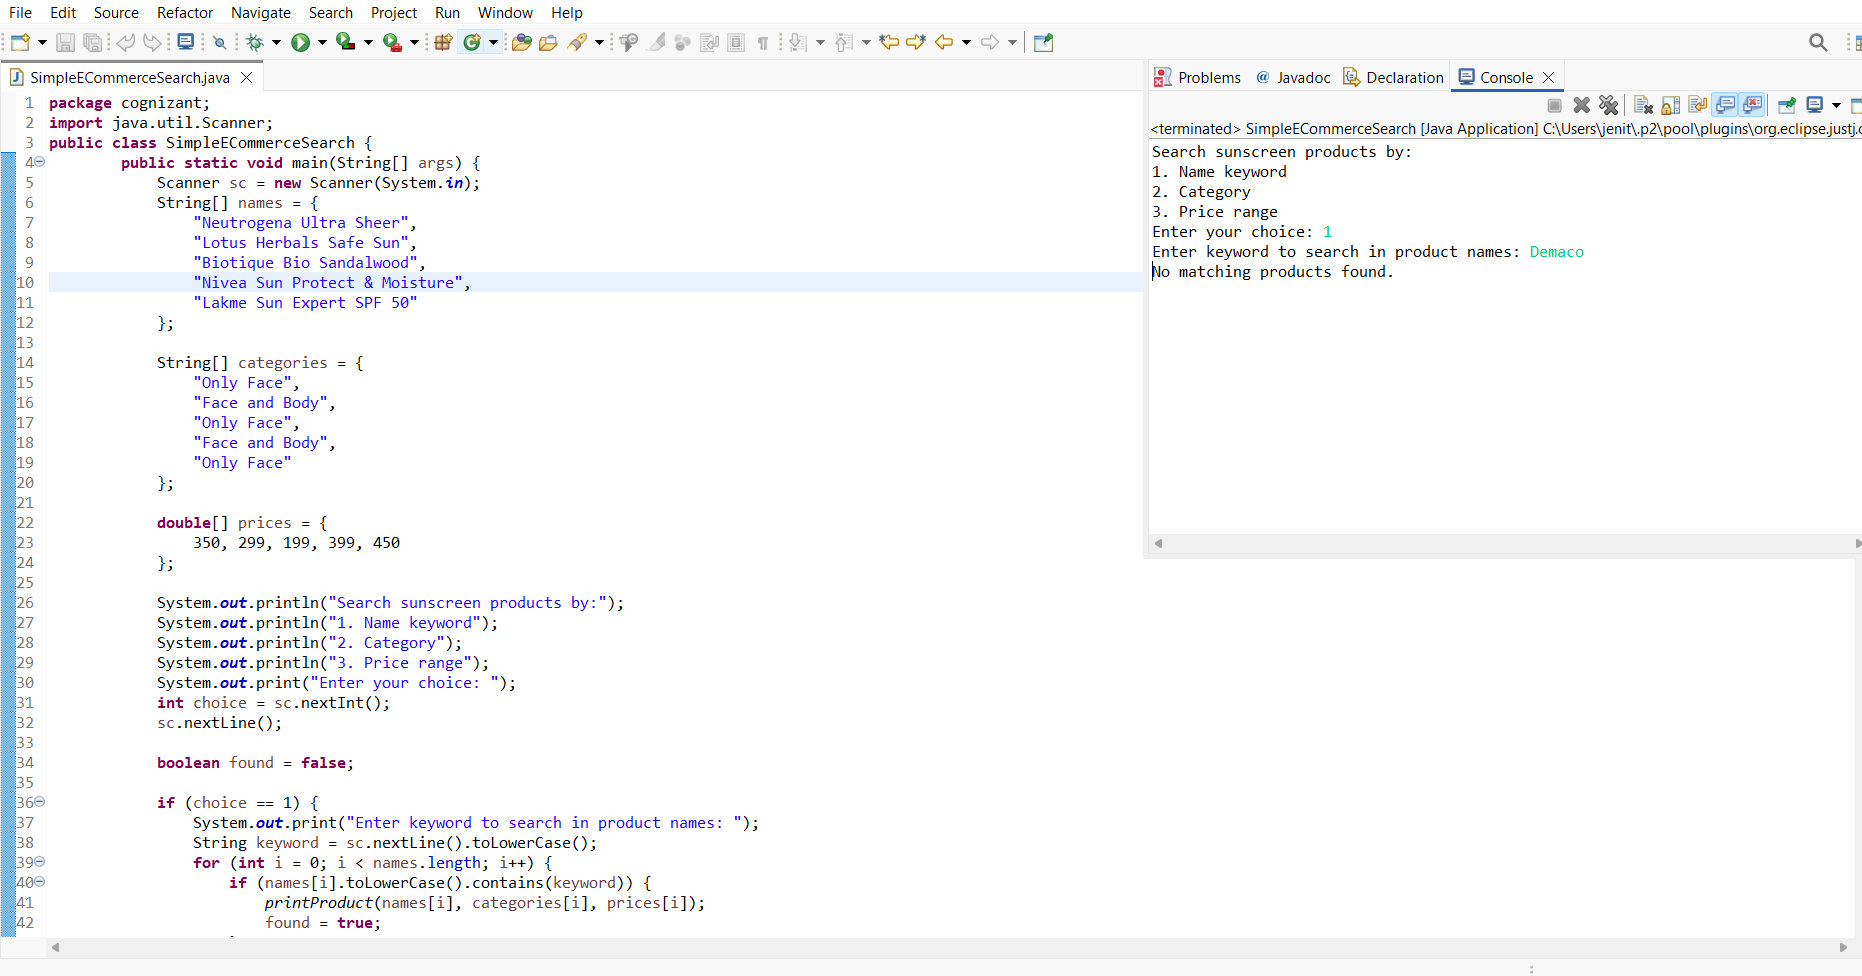 File Edit Source Refactor Navigate Search Project Run Window Help
SimpleECommerceSearch.java
1 package cognizant;
2 import java.util.Scanner;
3 public class SimpleECommerceSearch {
4 public static void main(String[] args) {
5 Scanner sc = new Scanner(System.in);
6 String[] names = {
7 "Neutrogena Ultra Sheer",
8 "Lotus Herbals Safe Sun",
9 "Biotique Bio Sandalwood",
10 "Nivea Sun Protect & Moisture",
11 "Lakme Sun Expert SPF 50"
12 };
13
14 String[] categories = {
15 "Only Face",
16 "Face and Body",
17 "Only Face",
18 "Face and Body",
19 "Only Face"
20 };
21
22 double[] prices = {
23 350, 299, 199, 399, 450
24 };
25
26 System.out.println("Search sunscreen products by:");
27 System.out.println("1. Name keyword");
28 System.out.println("2. Category");
29 System.out.println("3. Price range");
30 System.out.print("Enter your choice: ");
31 int choice = sc.nextInt();
32 sc.nextLine();
33
34 boolean found = false;
35
36 if (choice == 1) {
37 System.out.print("Enter keyword to search in product names: ");
38 String keyword = sc.nextLine().toLowerCase();
39 for (int i = 0; i < names.length; i++) {
40 if (names[i].toLowerCase().contains(keyword)) {
41 printProduct(names[i], categories[i], prices[i]);
42 found = true;
Problems @ Javadoc Declaration Console
<terminated> SimpleECommerceSearch [Java Application] C:\Users\jenit\.p2\pool\plugins\org.eclipse.justj.
Search sunscreen products by:
1. Name keyword
2. Category
3. Price range
Enter your choice: 1
Enter keyword to search in product names: Demaco
No matching products found.